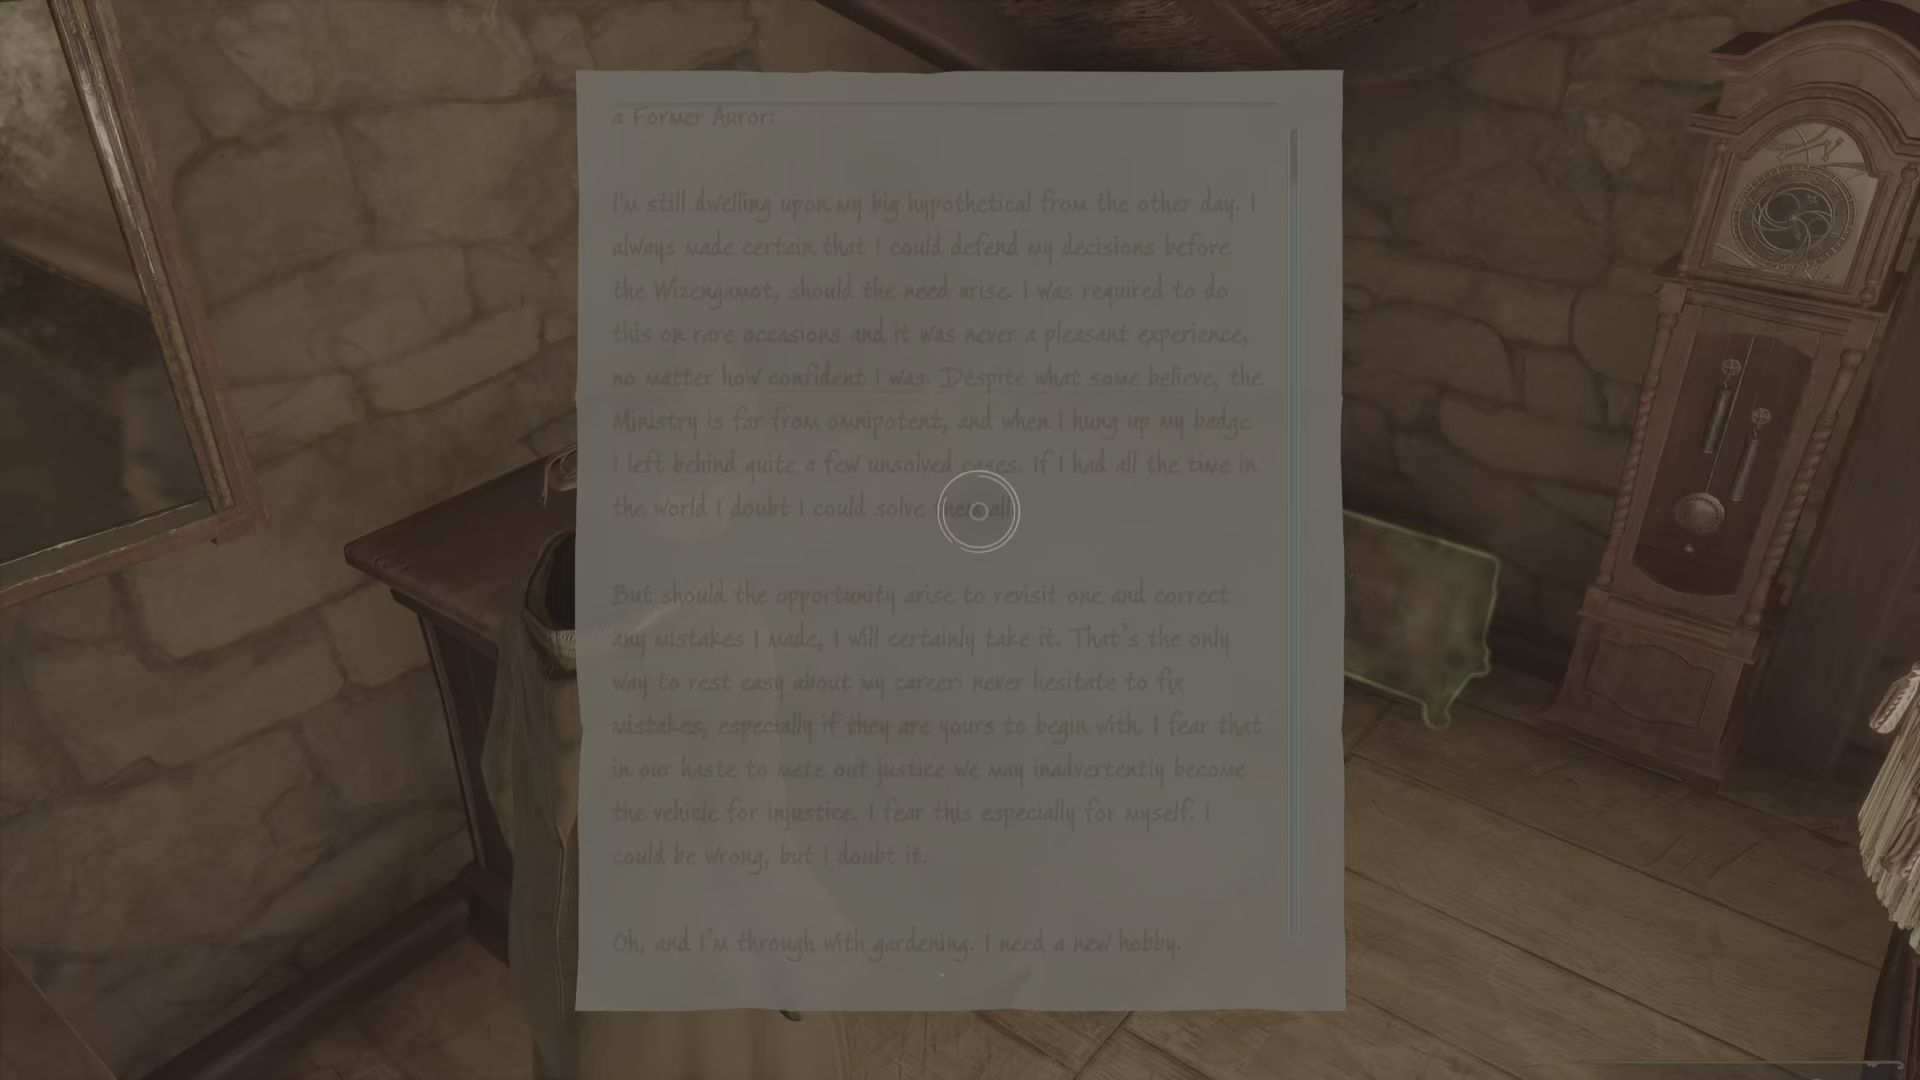 a Former Auror:
I'm still dwelling upon my big hypothetical from the other day. I
always made certain that I could defend my decisions before
the Wizengamot, should the need arise. I was required to do
this on rare occasions and it was never a pleasant experience,
no matter how confident I was. Despite what some believe, the
Ministry is far from omnipotent, and when I hung up my badge
I left behind quite a few unsolved cases. If I had all the time in
the world I doubt I could solve them all.
But should the opportunity arise to revisit one and correct
any mistakes I made, I will certainly take it. That's the only
way to rest easy about my career: never hesitate to fix
mistakes, especially if they are yours to begin with. I fear that
in our haste to mete out justice we may inadvertently become
the vehicle for injustice. I fear this especially for myself. I
could be wrong, but I doubt it.
Oh, and I'm through with gardening. I need a new hobby.